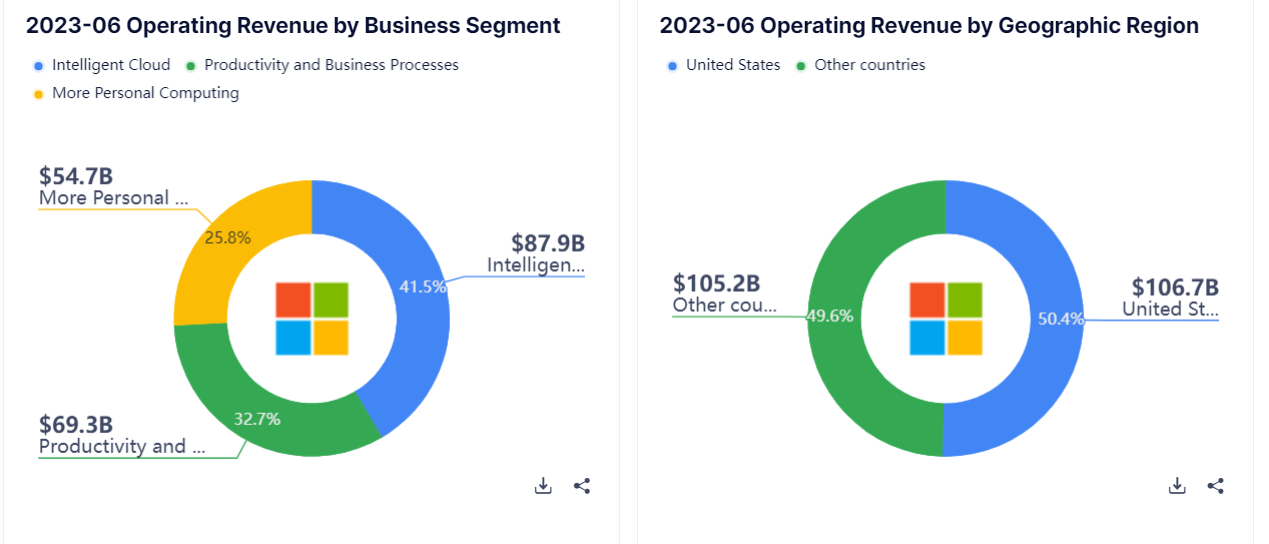 2023-06 Operating Revenue by Business Segment
Intelligent Cloud
Productivity and Business Processes
More Personal Computing
$54.7B
More Personal ...
25.8%
$87.9B
Intelligen...
41.5%
$69.3B
Productivity and ...
32.7%
2023-06 Operating Revenue by Geographic Region
United States
Other countries
$105.2B
Other cou...
49.6%
$106.7B
United St...
50.4%